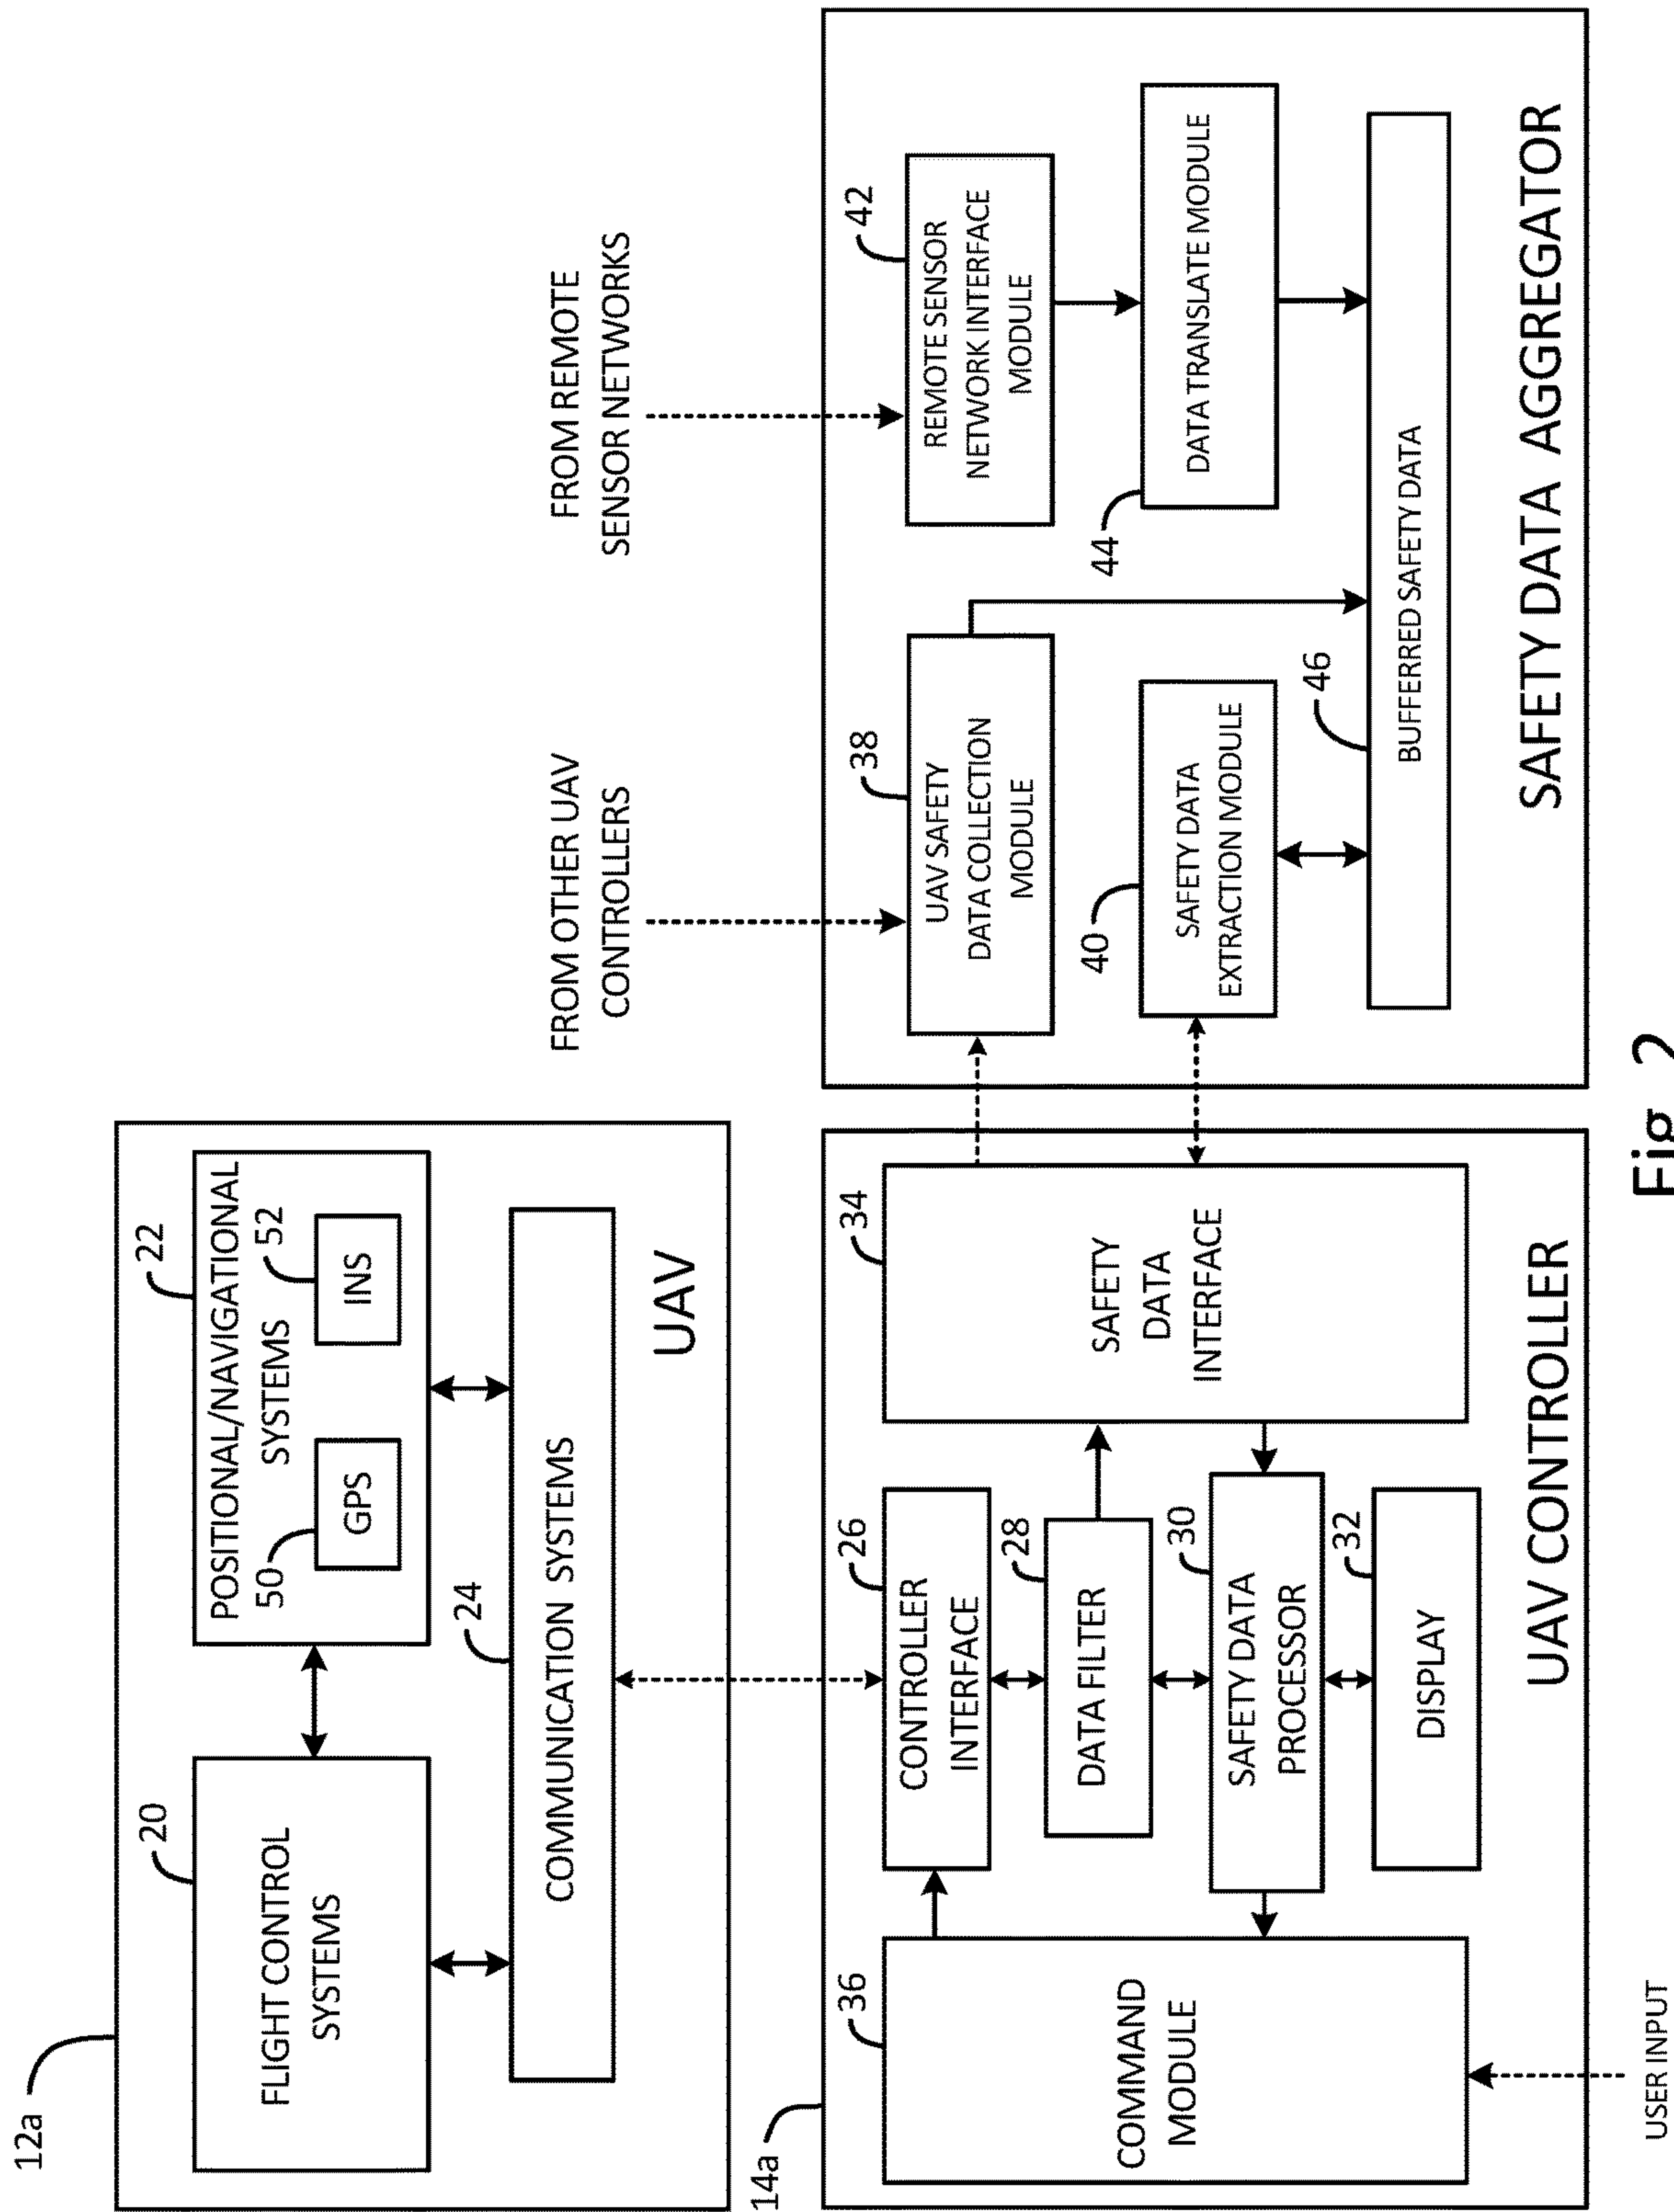 12a
20
FLIGHT CONTROL
SYSTEMS
22
POSITIONAL/NAVIGATIONAL
SYSTEMS
50
GPS
52
INS
24
COMMUNICATION SYSTEMS
UAV
FROM OTHER UAV
CONTROLLERS
FROM REMOTE
SENSOR NETWORKS
14a
36
COMMAND
MODULE
26
CONTROLLER
INTERFACE
28
DATA FILTER
30
SAFETY DATA
PROCESSOR
32
DISPLAY
34
SAFETY
DATA
INTERFACE
UAV CONTROLLER
USER INPUT
38
UAV SAFETY
DATA COLLECTION
MODULE
42
REMOTE SENSOR
NETWORK INTERFACE
MODULE
40
SAFETY DATA
EXTRACTION MODULE
44
DATA TRANSLATE MODULE
46
BUFFERRED SAFETY DATA
SAFETY DATA AGGREGATOR
Fig. 2